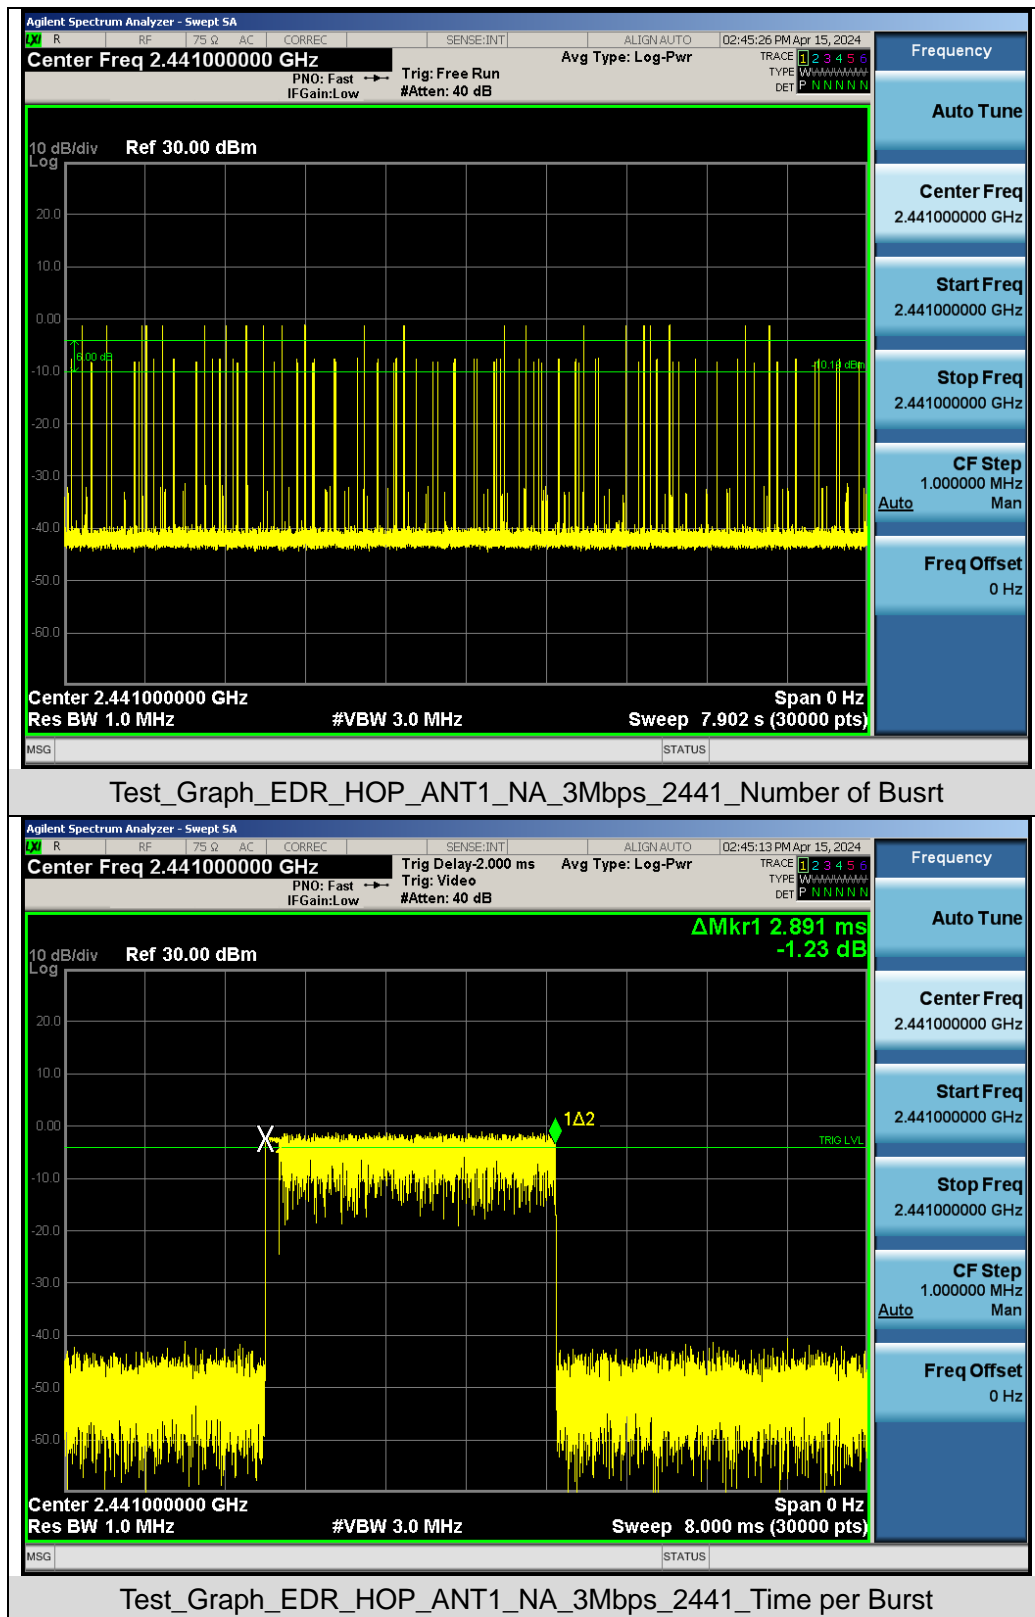 Agilent Spectrum Analyzer - Swept SA
LXI R RF 75 Ω AC CORREC SENSE:INT ALIGN AUTO 02:45:26 PM Apr 15, 2024
Center Freq 2.441000000 GHz
PNO: Fast
IFGain:Low
Trig: Free Run
#Atten: 40 dB
Avg Type: Log-Pwr
TRACE 1 2 3 4 5 6
TYPE W
DET P N N N N N
Frequency
Auto Tune
Center Freq
2.441000000 GHz
Start Freq
2.441000000 GHz
Stop Freq
2.441000000 GHz
CF Step
1.000000 MHz
Auto Man
Freq Offset
0 Hz
10 dB/div Ref 30.00 dBm
Log
20.0
10.0
0.00
-10.0
-20.0
-30.0
-40.0
-50.0
-60.0
6.00 dB
-10.10 dBm
Center 2.441000000 GHz Span 0 Hz
Res BW 1.0 MHz #VBW 3.0 MHz Sweep 7.902 s (30000 pts)
MSG STATUS
Test_Graph_EDR_HOP_ANT1_NA_3Mbps_2441_Number of Busrt
Agilent Spectrum Analyzer - Swept SA
LXI R RF 75 Ω AC CORREC SENSE:INT ALIGN AUTO 02:45:13 PM Apr 15, 2024
Center Freq 2.441000000 GHz
PNO: Fast
IFGain:Low
Trig Delay-2.000 ms
Trig: Video
#Atten: 40 dB
Avg Type: Log-Pwr
TRACE 1 2 3 4 5 6
TYPE W
DET P N N N N N
Frequency
Auto Tune
Center Freq
2.441000000 GHz
Start Freq
2.441000000 GHz
Stop Freq
2.441000000 GHz
CF Step
1.000000 MHz
Auto Man
Freq Offset
0 Hz
ΔMkr1 2.891 ms
-1.23 dB
10 dB/div Ref 30.00 dBm
Log
20.0
10.0
0.00
-10.0
-20.0
-30.0
-40.0
-50.0
-60.0
1Δ2
TRIG LVL
Center 2.441000000 GHz Span 0 Hz
Res BW 1.0 MHz #VBW 3.0 MHz Sweep 8.000 ms (30000 pts)
MSG STATUS
Test_Graph_EDR_HOP_ANT1_NA_3Mbps_2441_Time per Burst